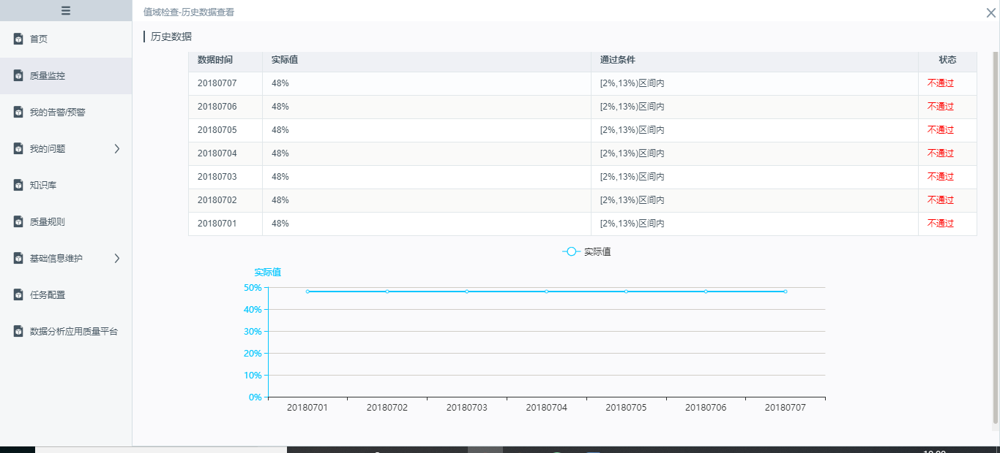 值域检查-历史数据查看
首页
质量监控
我的告警/预警
我的问题
知识库
质量规则
基础信息维护
任务配置
数据分析应用质量平台
历史数据
数据时间 实际值 通过条件 状态
20180707 48% [2%,13%)区间内 不通过
20180706 48% [2%,13%)区间内 不通过
20180705 48% [2%,13%)区间内 不通过
20180704 48% [2%,13%)区间内 不通过
20180703 48% [2%,13%)区间内 不通过
20180702 48% [2%,13%)区间内 不通过
20180701 48% [2%,13%)区间内 不通过
实际值
实际值
50%
40%
30%
20%
10%
0%
20180701 20180702 20180703 20180704 20180705 20180706 20180707